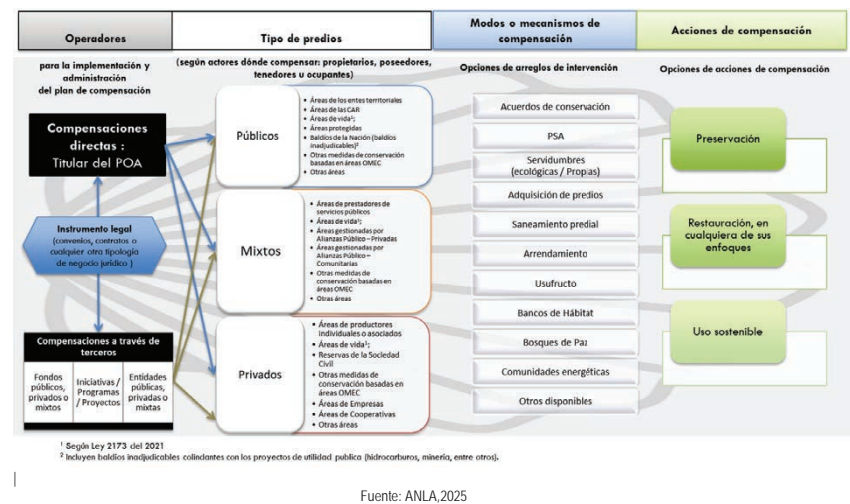 Operadores
Tipo de predios
Modos o mecanismos de
compensación
Acciones de compensación
para la implementación y
administración
del plan de compensación
(según actores dónde compensar: propietarios, poseedores,
tenedores u ocupantes)
Opciones de arreglos de intervención
Opciones de acciones de compensación
Compensaciones
directas :
Titular del POA
Instrumento legal
(convenios, contratos o
cualquier otra tipología
de negocio jurídico )
Compensaciones a través de
terceros
Fondos
públicos,
privados o
mixtos
Iniciativas /
Programas
/ Proyectos
Entidades
públicas,
privadas o
mixtas
Públicos
• Áreas de los entes territoriales
• Áreas de las CAR
• Áreas de vida¹;
• Áreas protegidas
• Baldíos de la Nación (baldíos
inadjudicables)²
• Otras medidas de conservación
basadas en áreas OMEC
• Otras áreas
Mixtos
• Áreas de prestadores de
servicios públicos
• Áreas de vida¹;
• Áreas gestionadas por
Alianzas Público – Privadas
• Áreas gestionadas por
Alianzas Público –
Comunitarias
• Otras medidas de
conservación basadas en
áreas OMEC
• Otras áreas
Privados
• Áreas de productores
individuales o asociados
• Áreas de vida¹;
• Reservas de la Sociedad
Civil
• Otras medidas de
conservación basadas en
áreas OMEC
• Áreas de Empresas
• Áreas de Cooperativas
• Otras áreas
Acuerdos de conservación
PSA
Servidumbres
(ecológicas / Propias)
Adquisición de predios
Saneamiento predial
Arrendamiento
Usufructo
Bancos de Hábitat
Bosques de Paz
Comunidades energéticas
Otros disponibles
Preservación
Restauración, en
cualquiera de sus
enfoques
Uso sostenible
¹ Según Ley 2173 del 2021
² Incluyen baldíos inadjudicables colindantes con los proyectos de utilidad publica (hidrocarburos, minería, entre otros).
Fuente: ANLA,2025